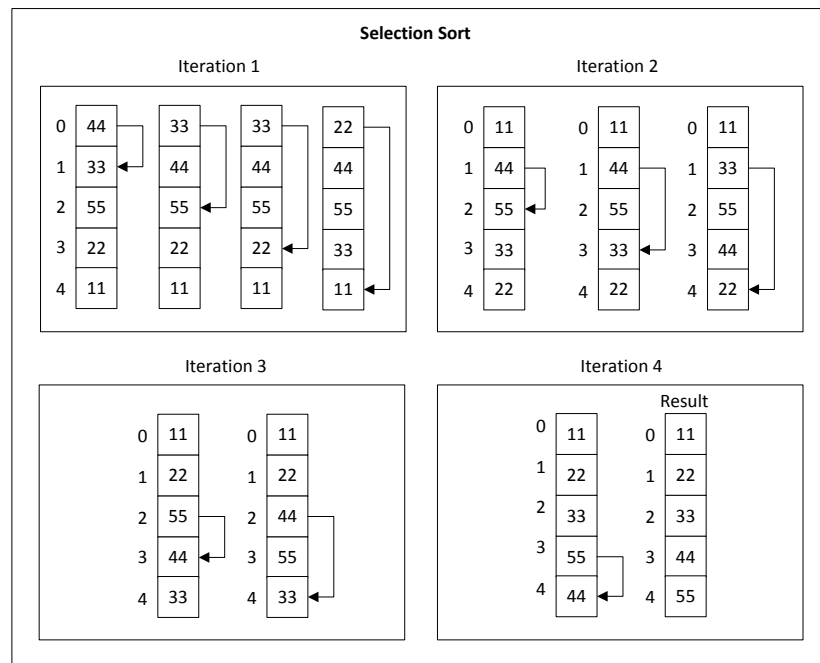 Selection Sort
Iteration 1
0 44 33 33 22
1 33 44 44 44
2 55 55 55 55
3 22 22 22 33
4 11 11 11 11
Iteration 2
0 11 0 11 0 11
1 44 1 44 1 33
2 55 2 55 2 55
3 33 3 33 3 44
4 22 4 22 4 22
Iteration 3
0 11 0 11
1 22 1 22
2 55 2 44
3 44 3 55
4 33 4 33
Iteration 4
Result
0 11 0 11
1 22 1 22
2 33 2 33
3 55 3 44
4 44 4 55